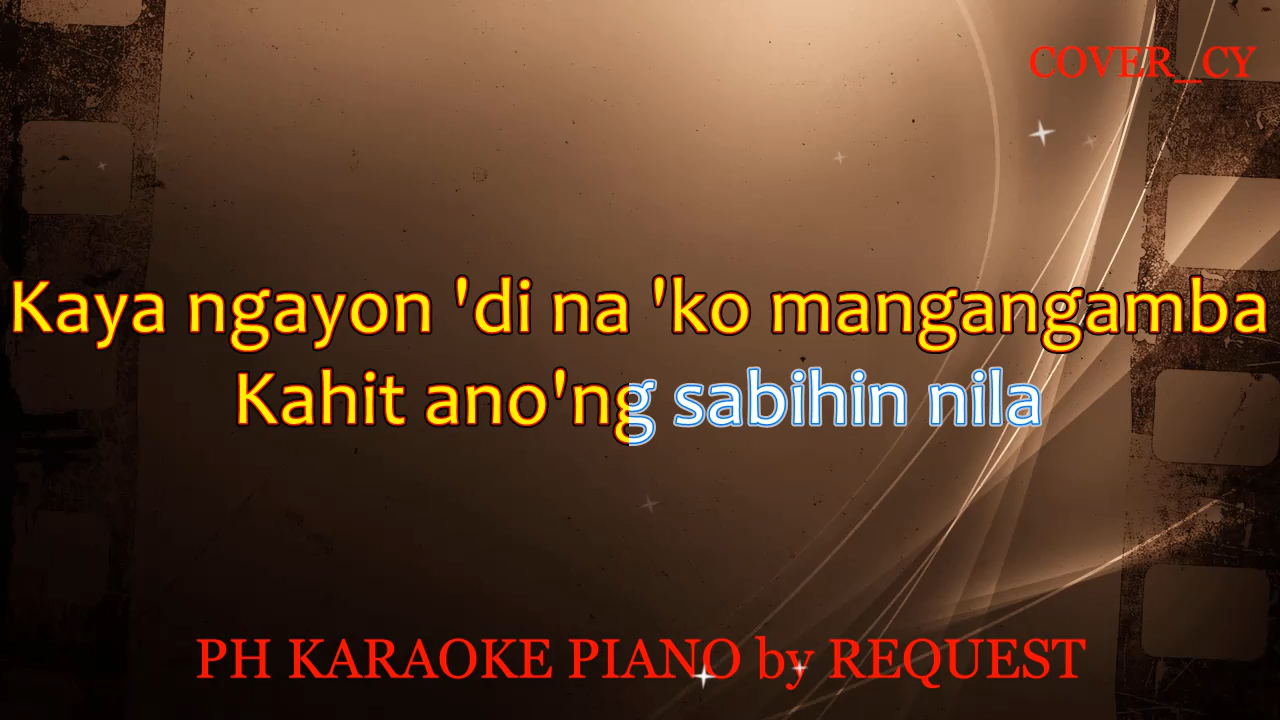 COVER_CY
Kaya ngayon 'di na 'ko mangangamba
Kahit ano'ng sabihin nila
PH KARAOKE PIANO by REQUEST